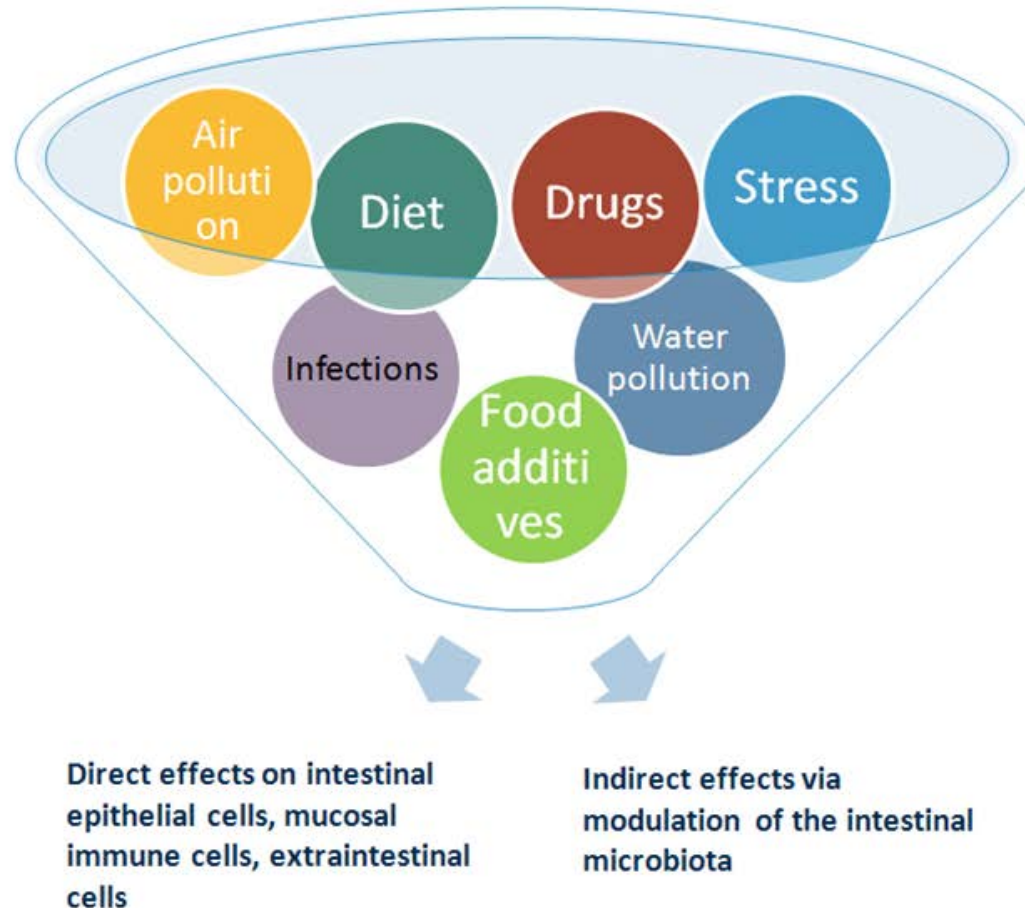 Air
polluti
on
Diet
Drugs
Stress
Infections
Water
pollution
Food
additi
ves
Direct effects on intestinal
epithelial cells, mucosal
immune cells, extraintestinal
cells
Indirect effects via
modulation of the intestinal
microbiota